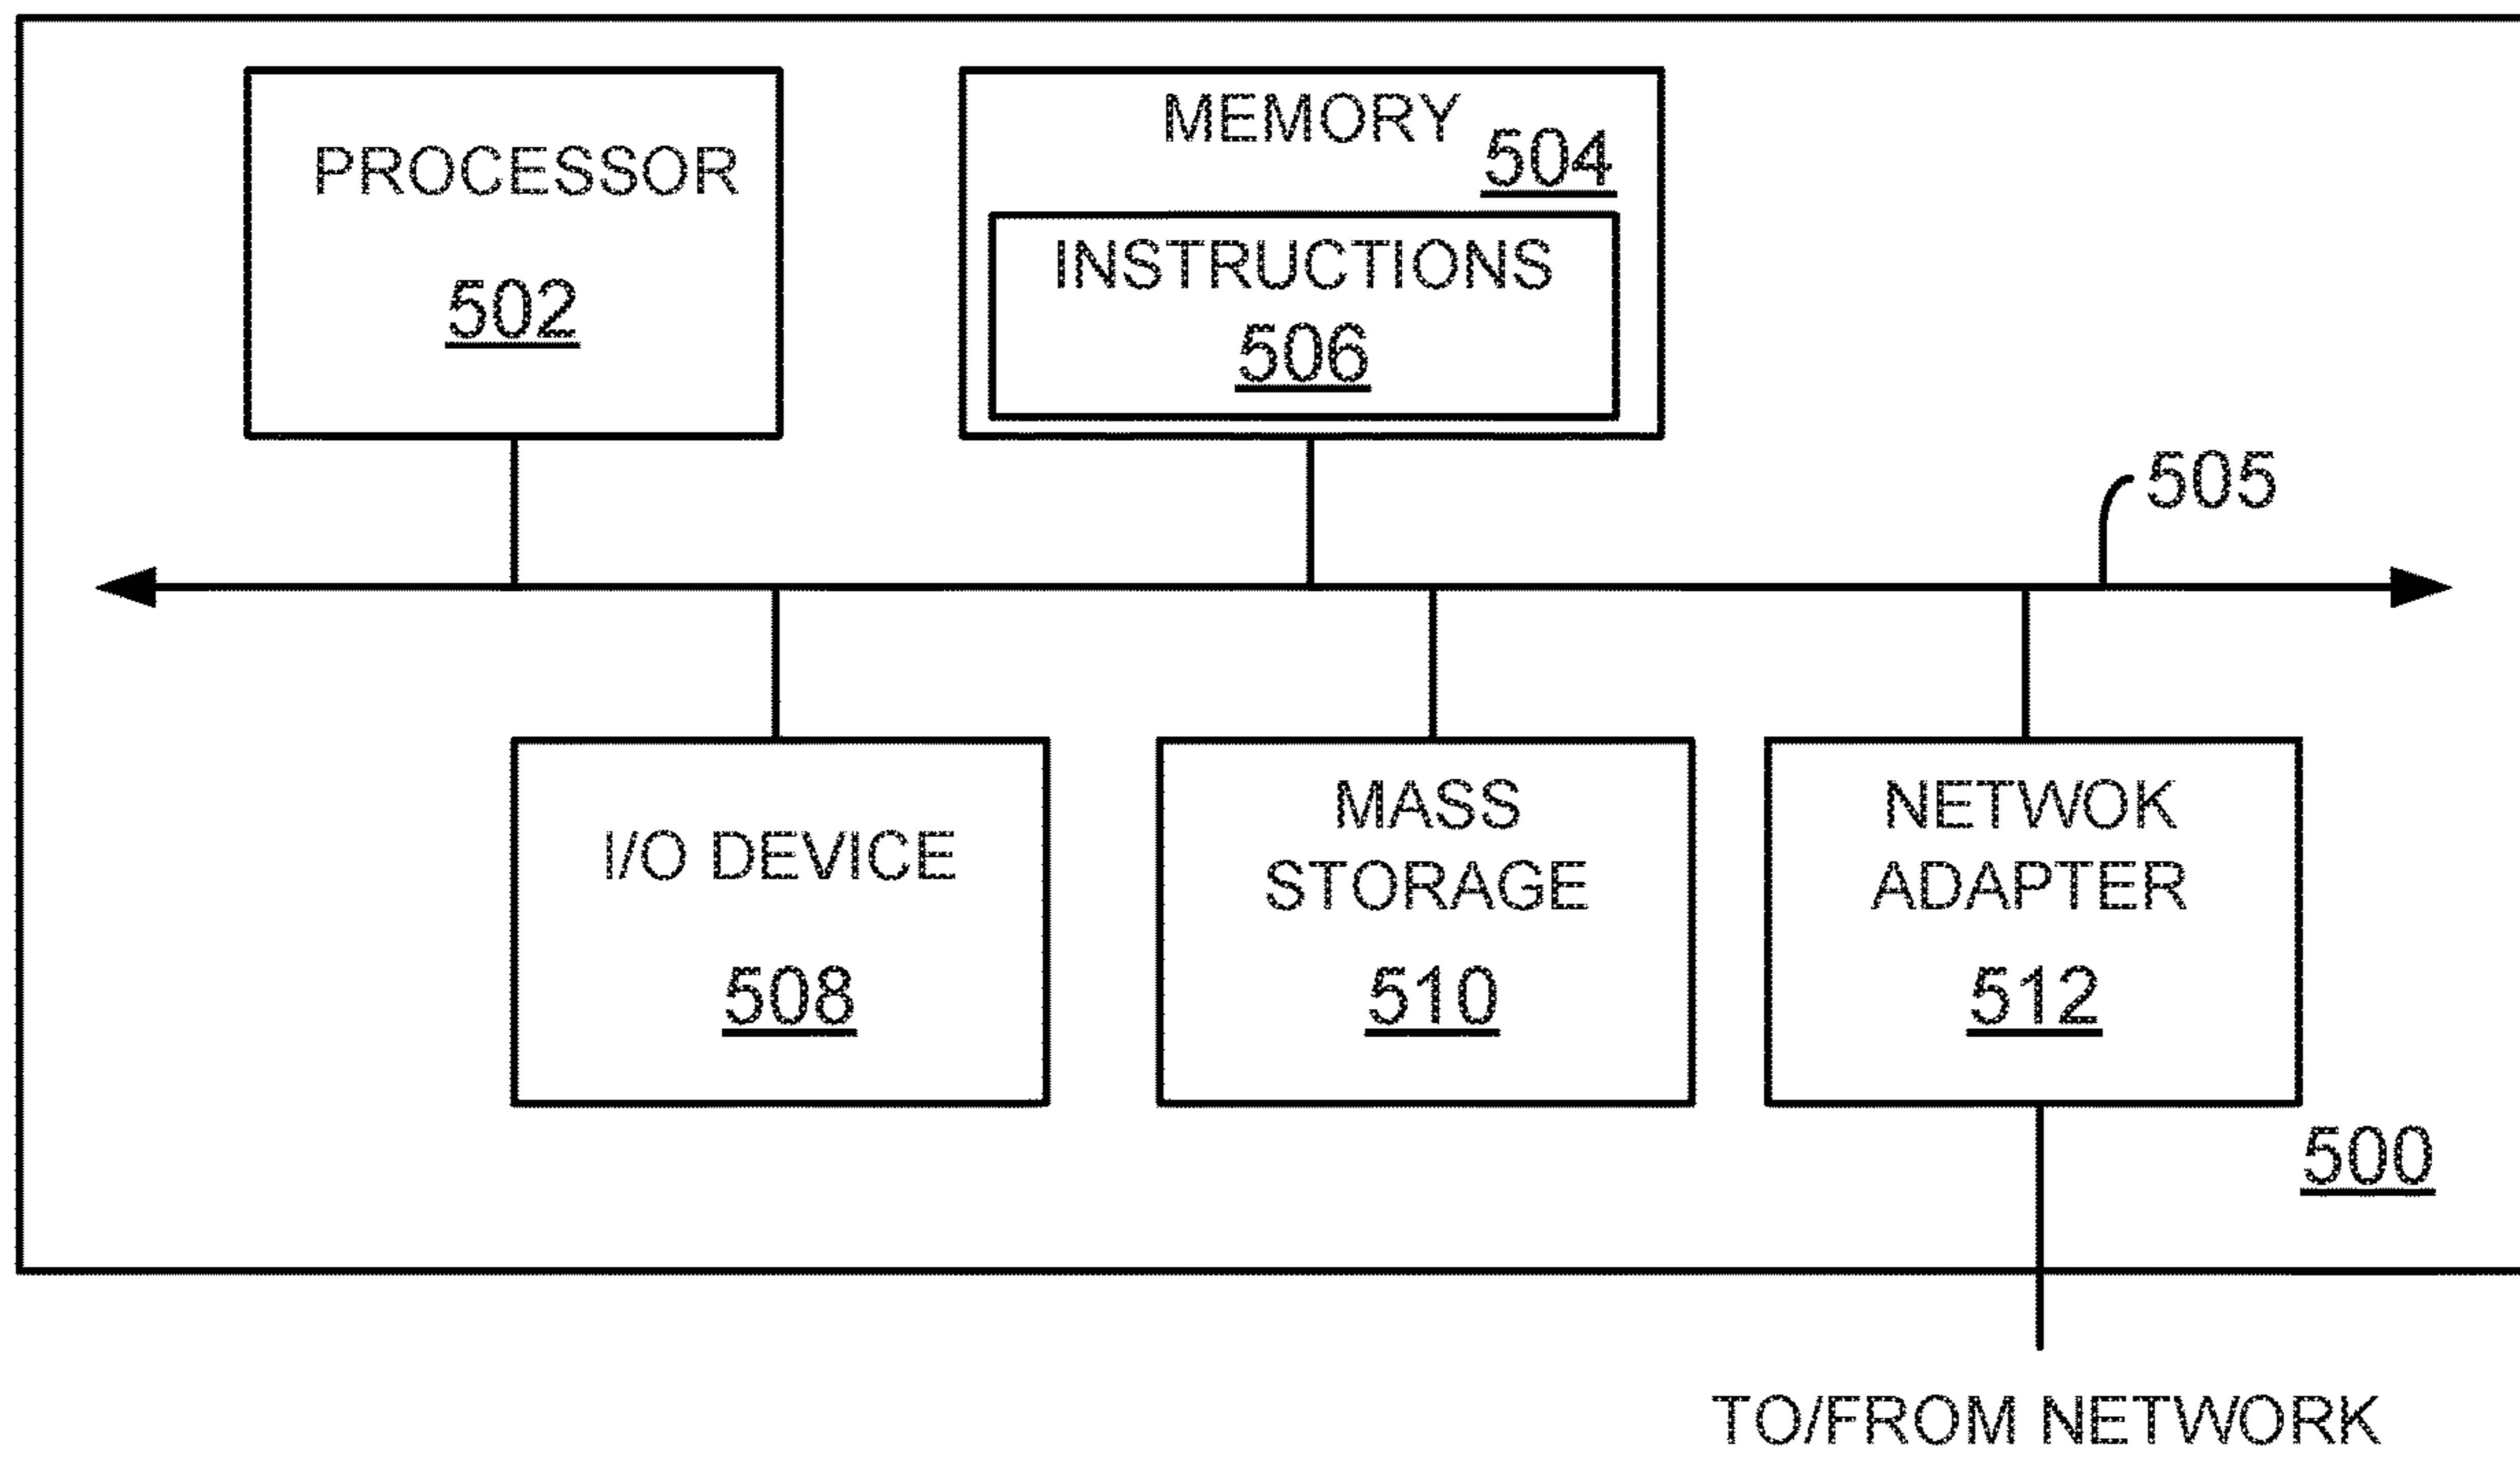 PROCESSOR
502
MEMORY
504
INSTRUCTIONS
506
505
I/O DEVICE
508
MASS
STORAGE
510
NETWOK
ADAPTER
512
500
TO/FROM NETWORK